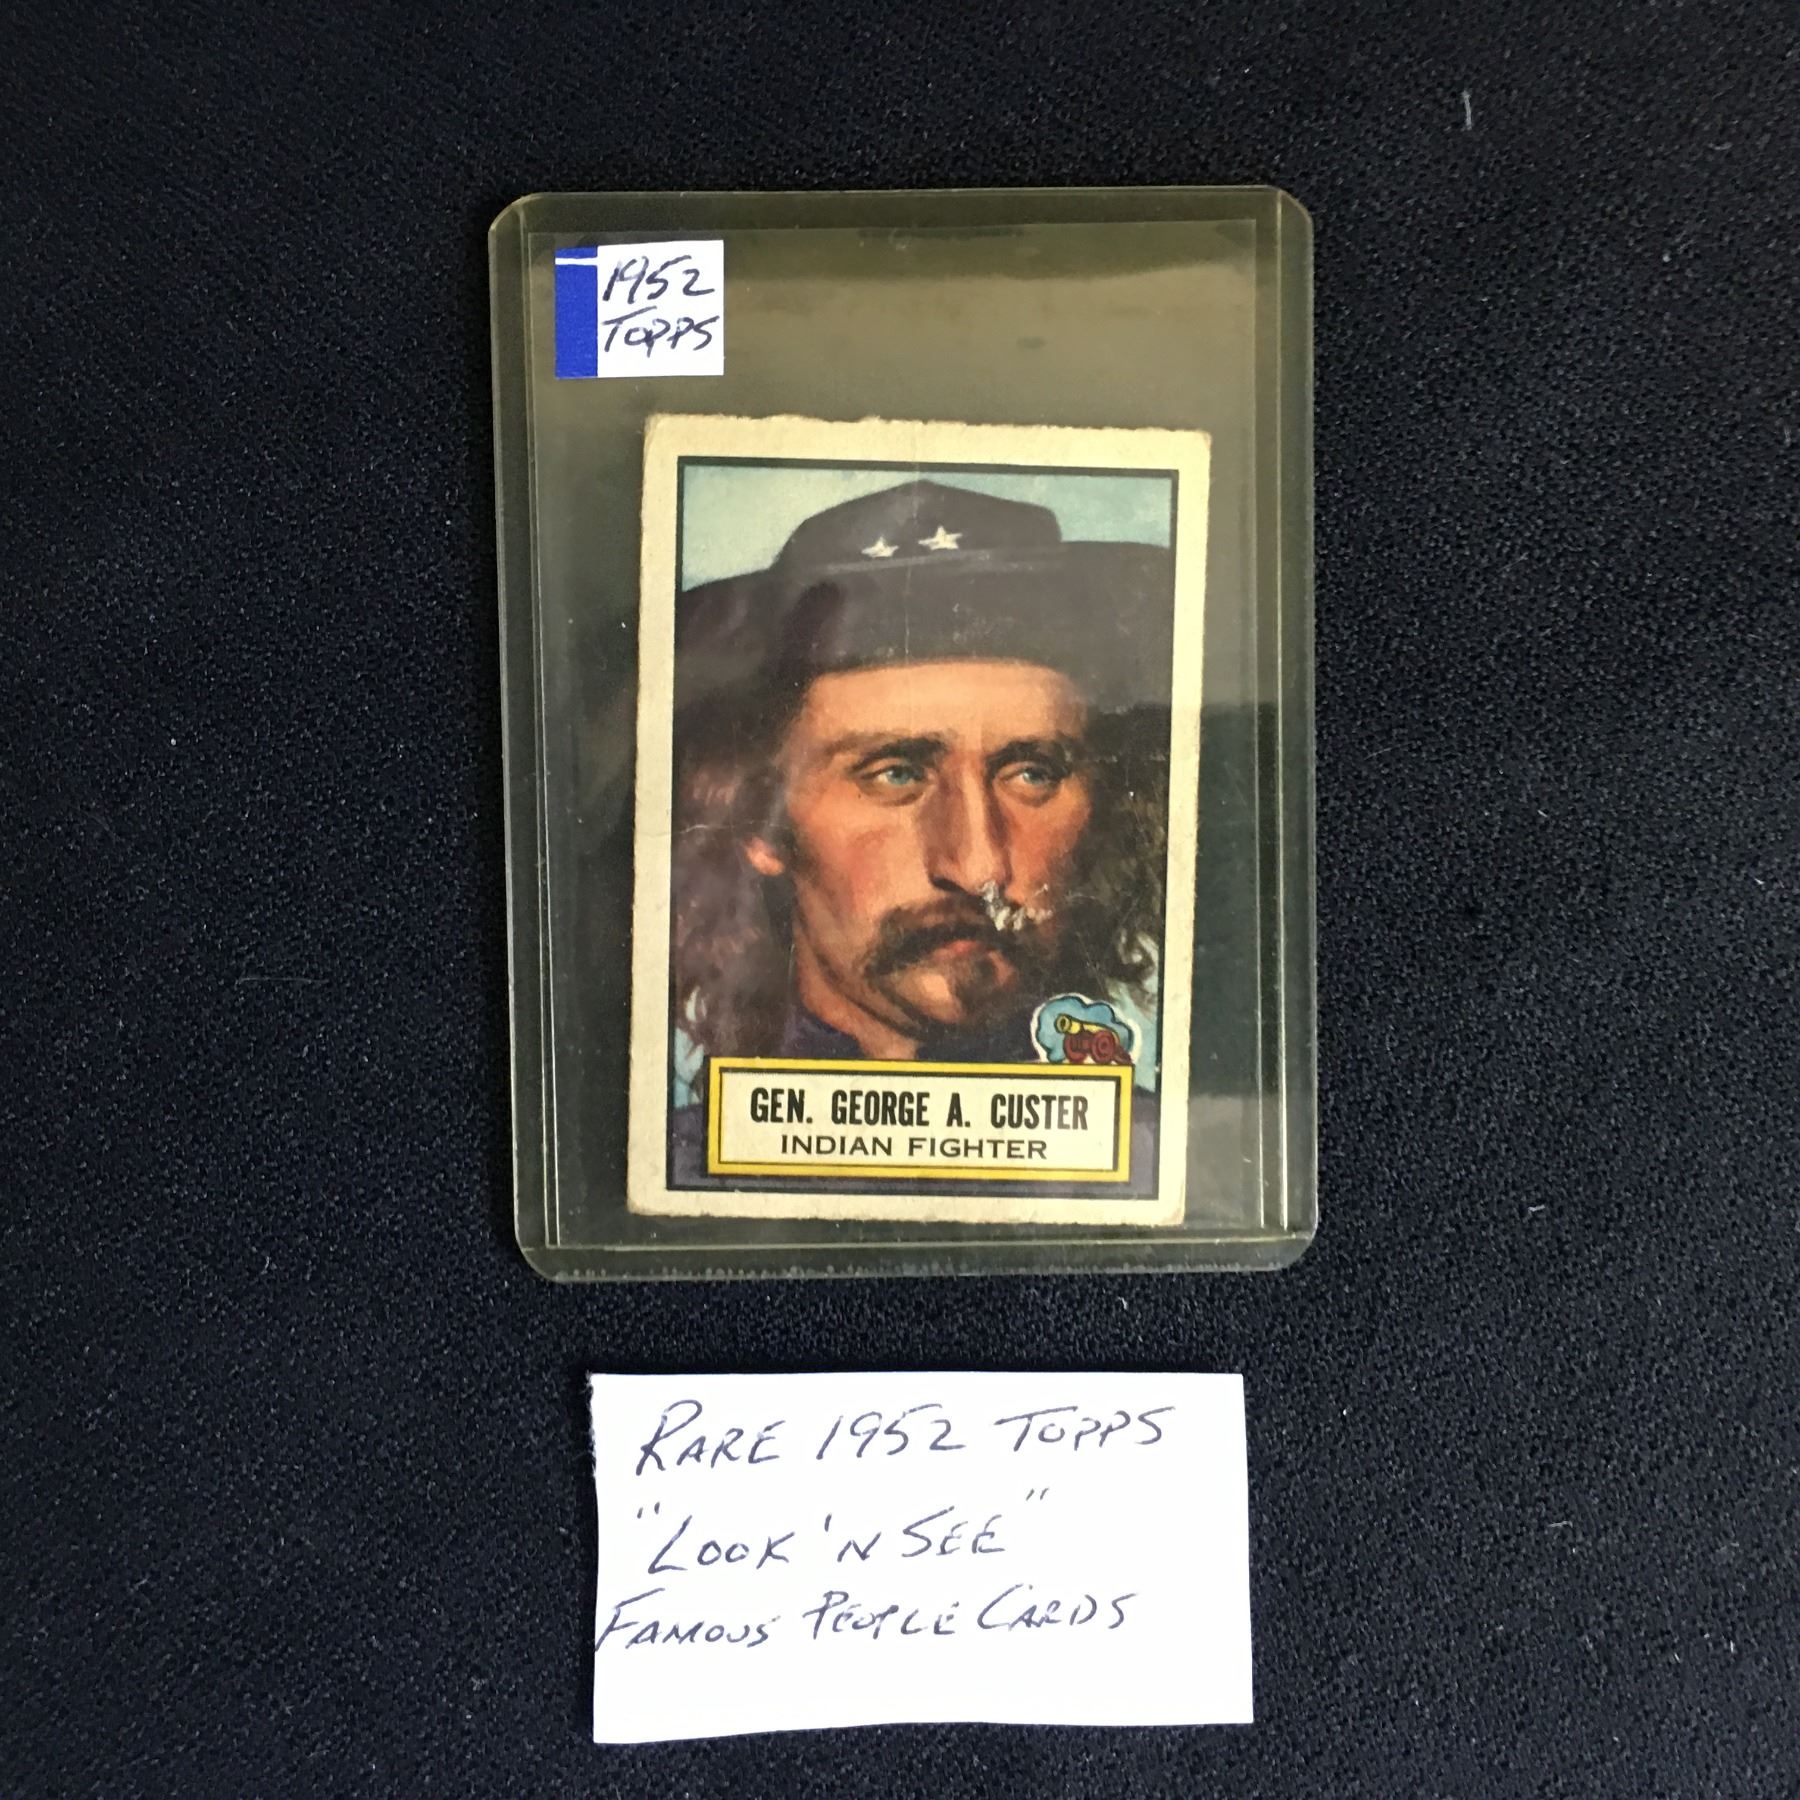 1952
TOPPS
GEN. GEORGE A. CUSTER
INDIAN FIGHTER
RARE 1952 TOPPS
"LOOK 'N SEE"
FAMOUS PEOPLE CARDS